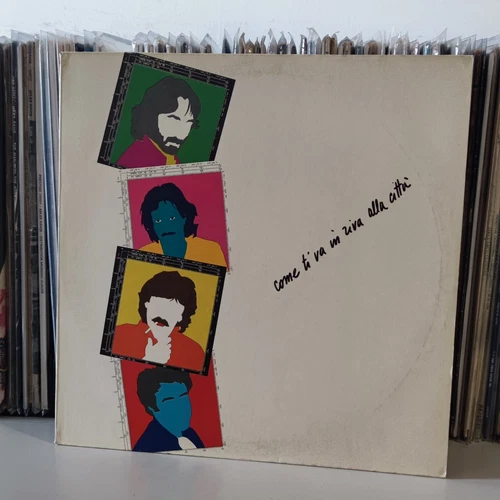 come ti va in riva alla città